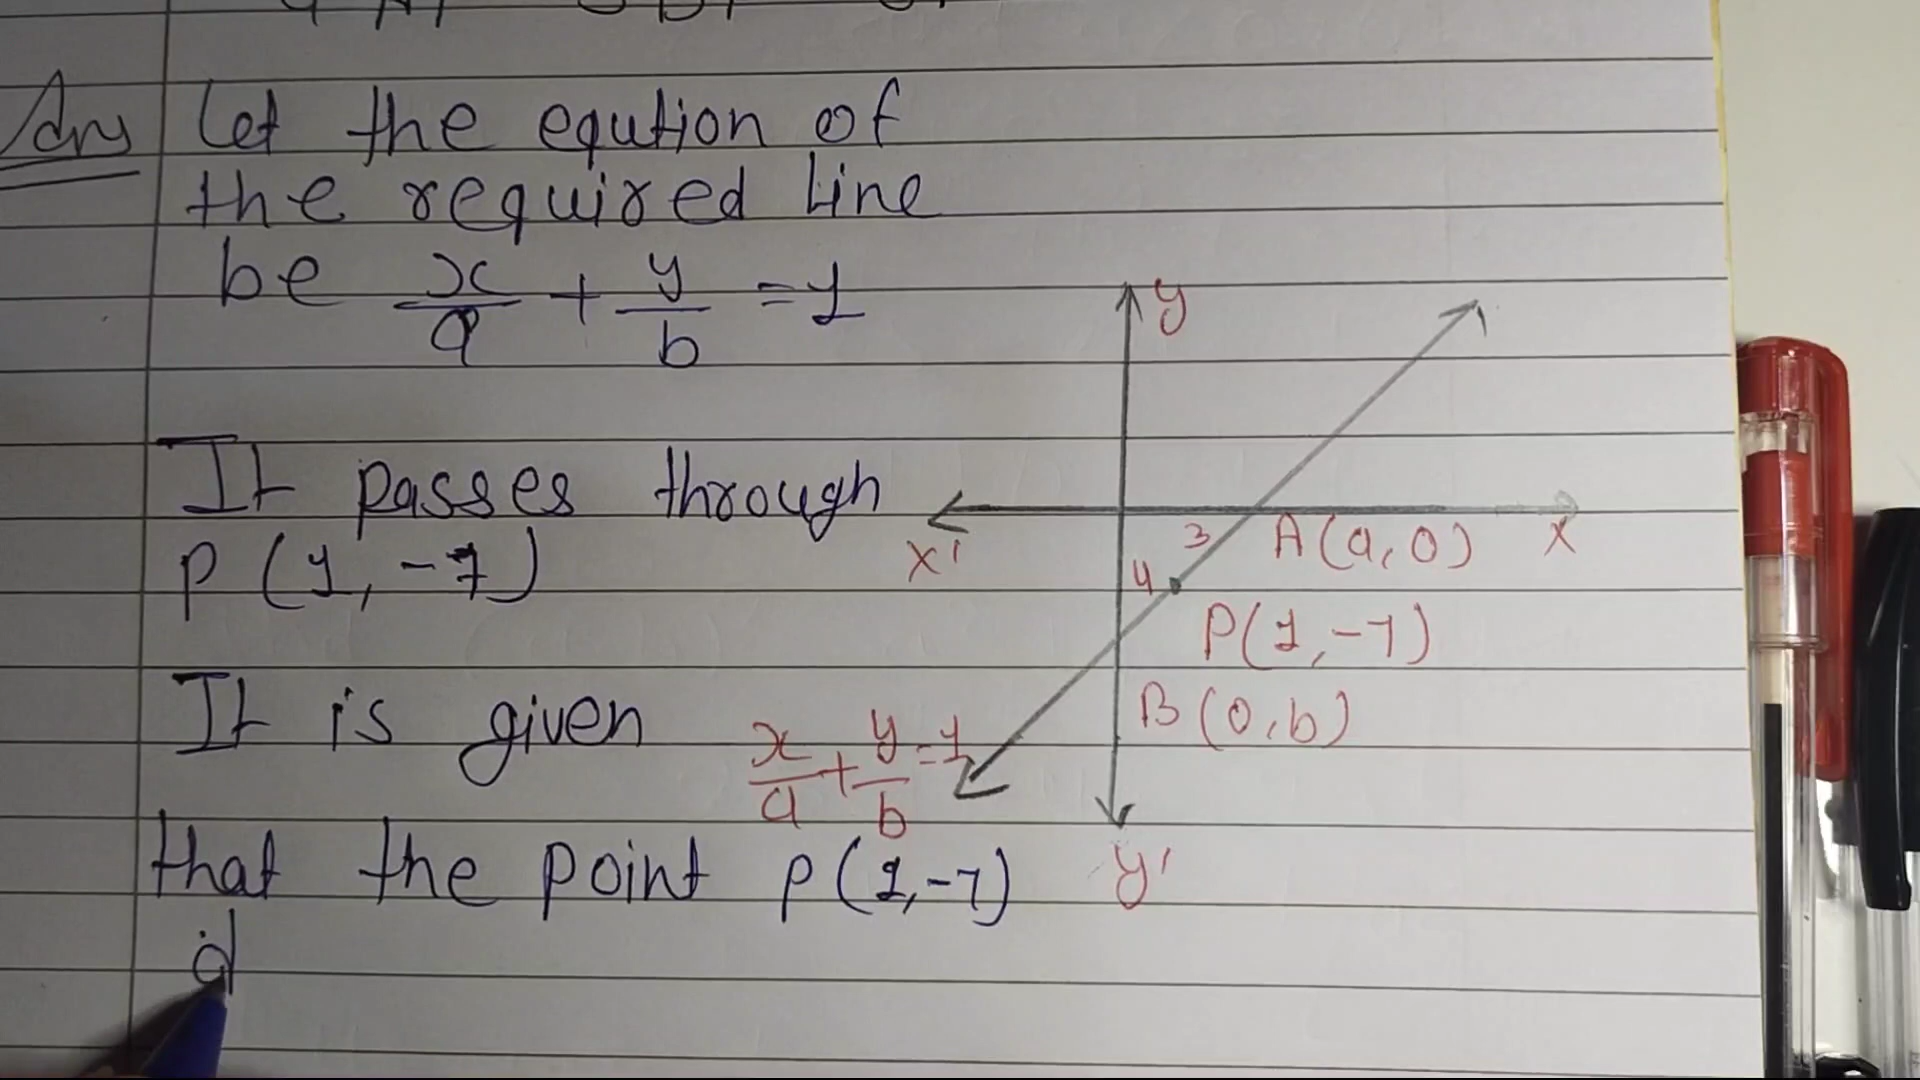 Ans Let the eqution of
the required line
be x/a + y/b = 1
It passes through
P (1, -7)
It is given
that the point P(1,-7)
d
y
x'
3
A(a,0)
x
4
P(1,-7)
B(0,b)
x/a + y/b = 1
y'